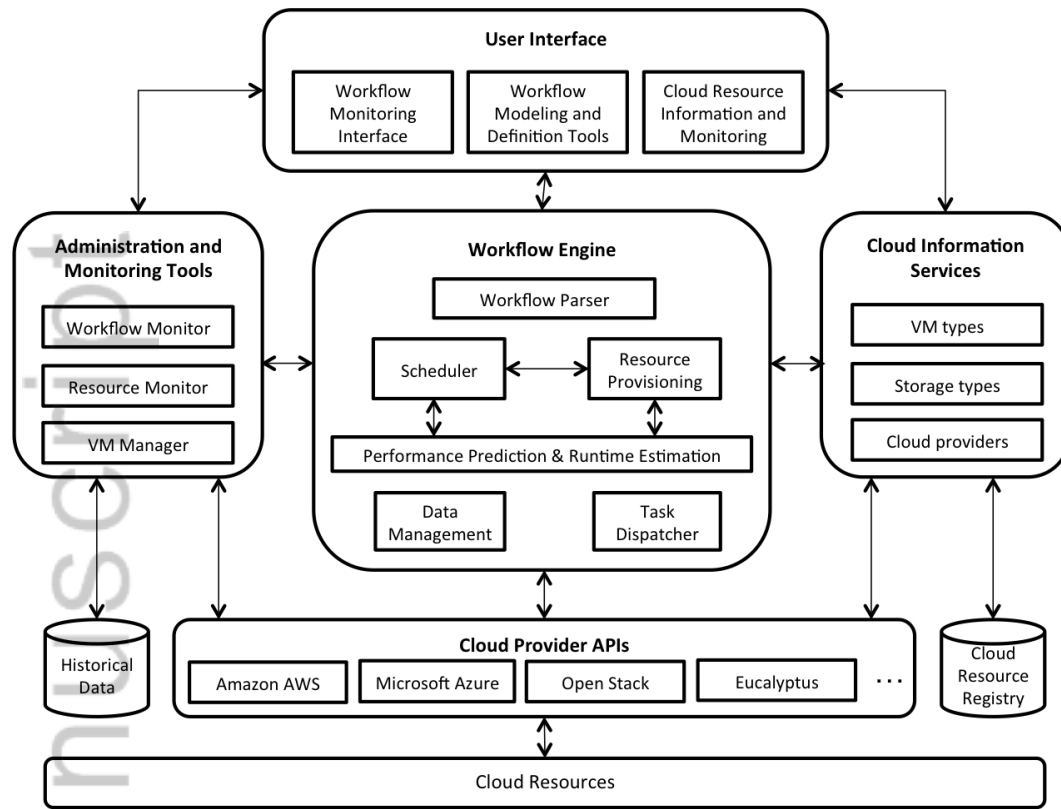 User Interface
Workflow
Monitoring
Interface
Workflow
Modeling and
Definition Tools
Cloud Resource
Information and
Monitoring
Administration and
Monitoring Tools
Workflow Monitor
Resource Monitor
VM Manager
Workflow Engine
Workflow Parser
Scheduler
Resource
Provisioning
Performance Prediction & Runtime Estimation
Data
Management
Task
Dispatcher
Cloud Information
Services
VM types
Storage types
Cloud providers
Historical
Data
Cloud Provider APIs
Amazon AWS
Microsoft Azure
Open Stack
Eucalyptus
...
Cloud
Resource
Registry
Cloud Resources
nuscript